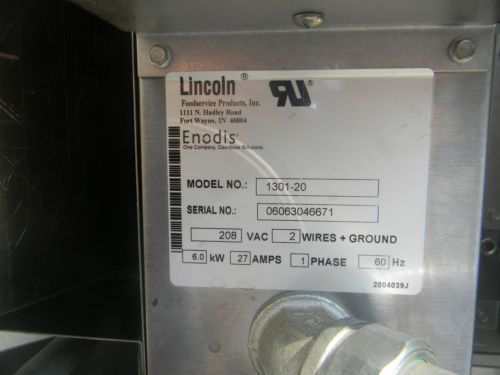 Lincoln ®
Foodservice Products, Inc.
1111 N. Hadley Road
Fort Wayne, IN 46804
Enodis
One Company. Countless Solutions.
MODEL NO.: 1301-20
SERIAL NO.: 06063046671
208 VAC 2 WIRES + GROUND
6.0 kW 27 AMPS 1 PHASE 60 Hz
2804039J